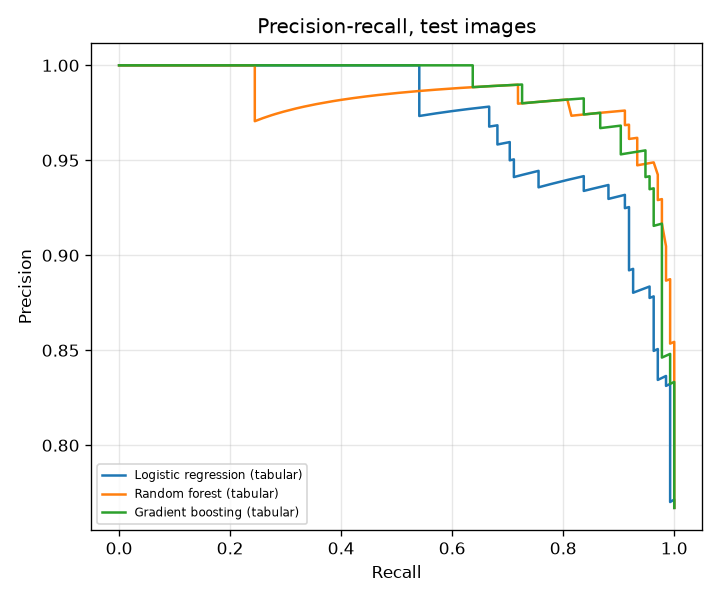 Precision-recall, test images
1.00
0.95
0.90
0.85
0.80
Precision
Logistic regression (tabular)
Random forest (tabular)
Gradient boosting (tabular)
0.0 0.2 0.4 0.6 0.8 1.0
Recall